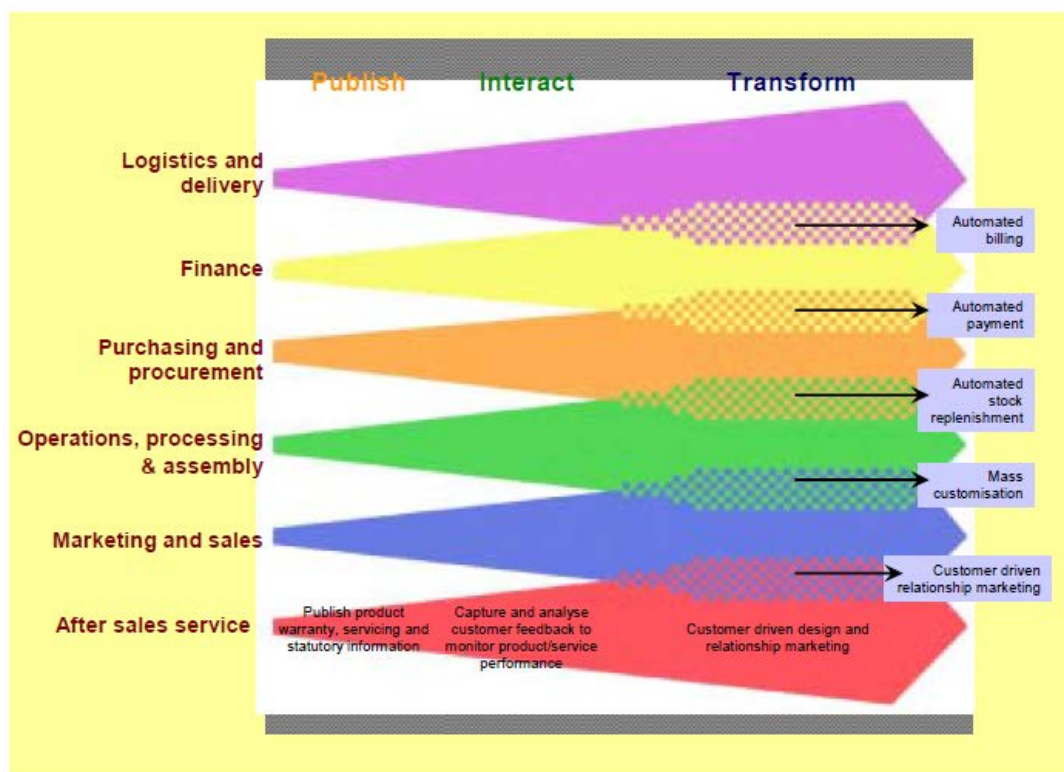 Publish Interact Transform
Logistics and
delivery
Automated
billing
Finance
Automated
payment
Purchasing and
procurement
Automated
stock
replenishment
Operations, processing
& assembly
Mass
customisation
Marketing and sales
Customer driven
relationship marketing
After sales service
Publish product
warranty, servicing and
statutory information
Capture and analyse
customer feedback to
monitor product/service
performance
Customer driven design and
relationship marketing